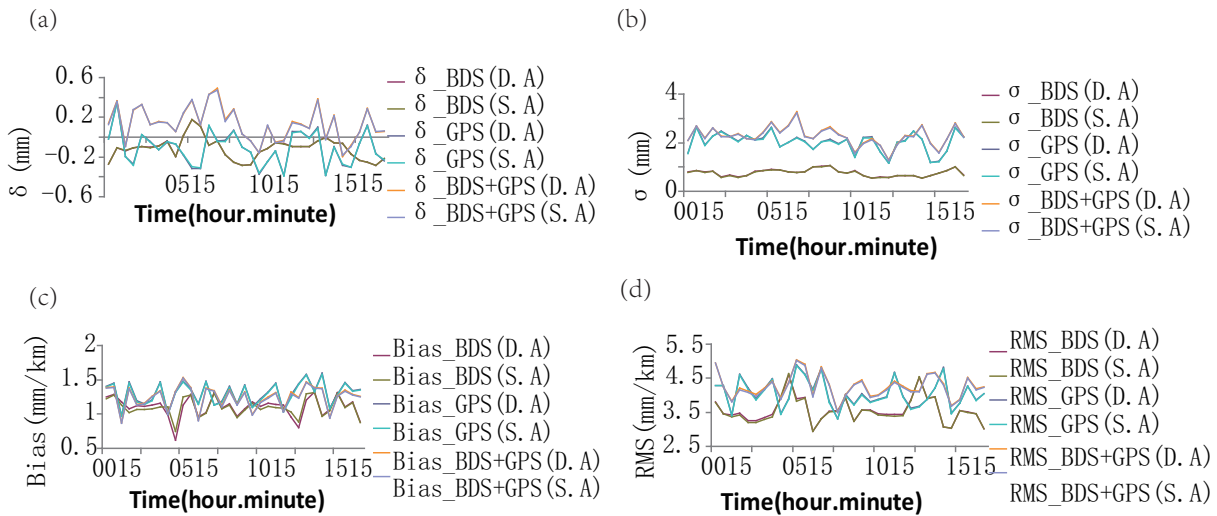 (a)
0.6
0.2
-0.2
-0.6
δ (mm)
0515
1015
1515
Time(hour.minute)
δ _BDS(D.A)
δ _BDS(S.A)
δ _GPS(D.A)
δ _GPS(S.A)
δ _BDS+GPS(D.A)
δ _BDS+GPS(S.A)
(b)
4
2
0
σ (mm)
0015
0515
1015
1515
Time(hour.minute)
σ _BDS(D.A)
σ _BDS(S.A)
σ _GPS(D.A)
σ _GPS(S.A)
σ _BDS+GPS(D.A)
σ _BDS+GPS(S.A)
(c)
2
1.5
1
0.5
Bias(mm/km)
0015
0515
1015
1515
Time(hour.minute)
Bias_BDS(D.A)
Bias_BDS(S.A)
Bias_GPS(D.A)
Bias_GPS(S.A)
Bias_BDS+GPS(D.A)
Bias_BDS+GPS(S.A)
(d)
5.5
4.5
3.5
2.5
RMS(mm/km)
0015
0515
1015
1515
Time(hour.minute)
RMS_BDS(D.A)
RMS_BDS(S.A)
RMS_GPS(D.A)
RMS_GPS(S.A)
RMS_BDS+GPS(D.A)
RMS_BDS+GPS(S.A)